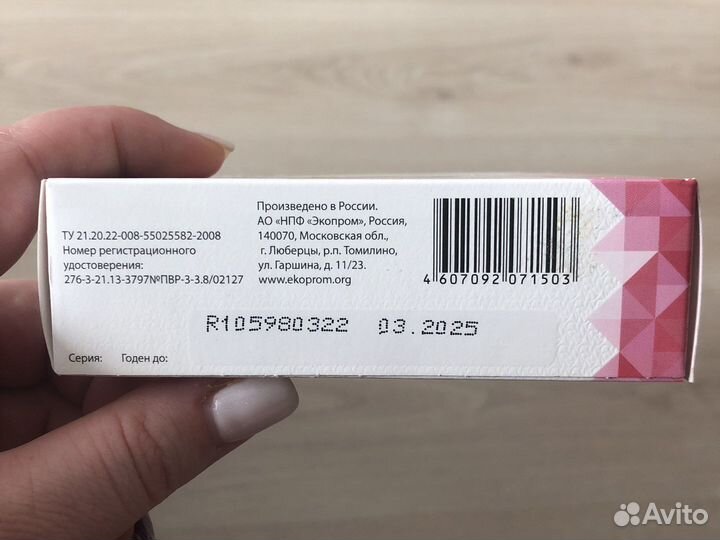 ТУ 21.20.22-008-55025582-2008
Номер регистрационного
удостоверения:
276-3-21.13-3797№ПВР-3-3.8/02127
Произведено в России.
АО «НПФ «Экопром», Россия,
140070, Московская обл.,
г. Люберцы, р.п. Томилино,
ул. Гаршина, д. 11/23.
www.ekoprom.org
4 607092 071503
R105980322 03.2025
Серия: Годен до:
Avito